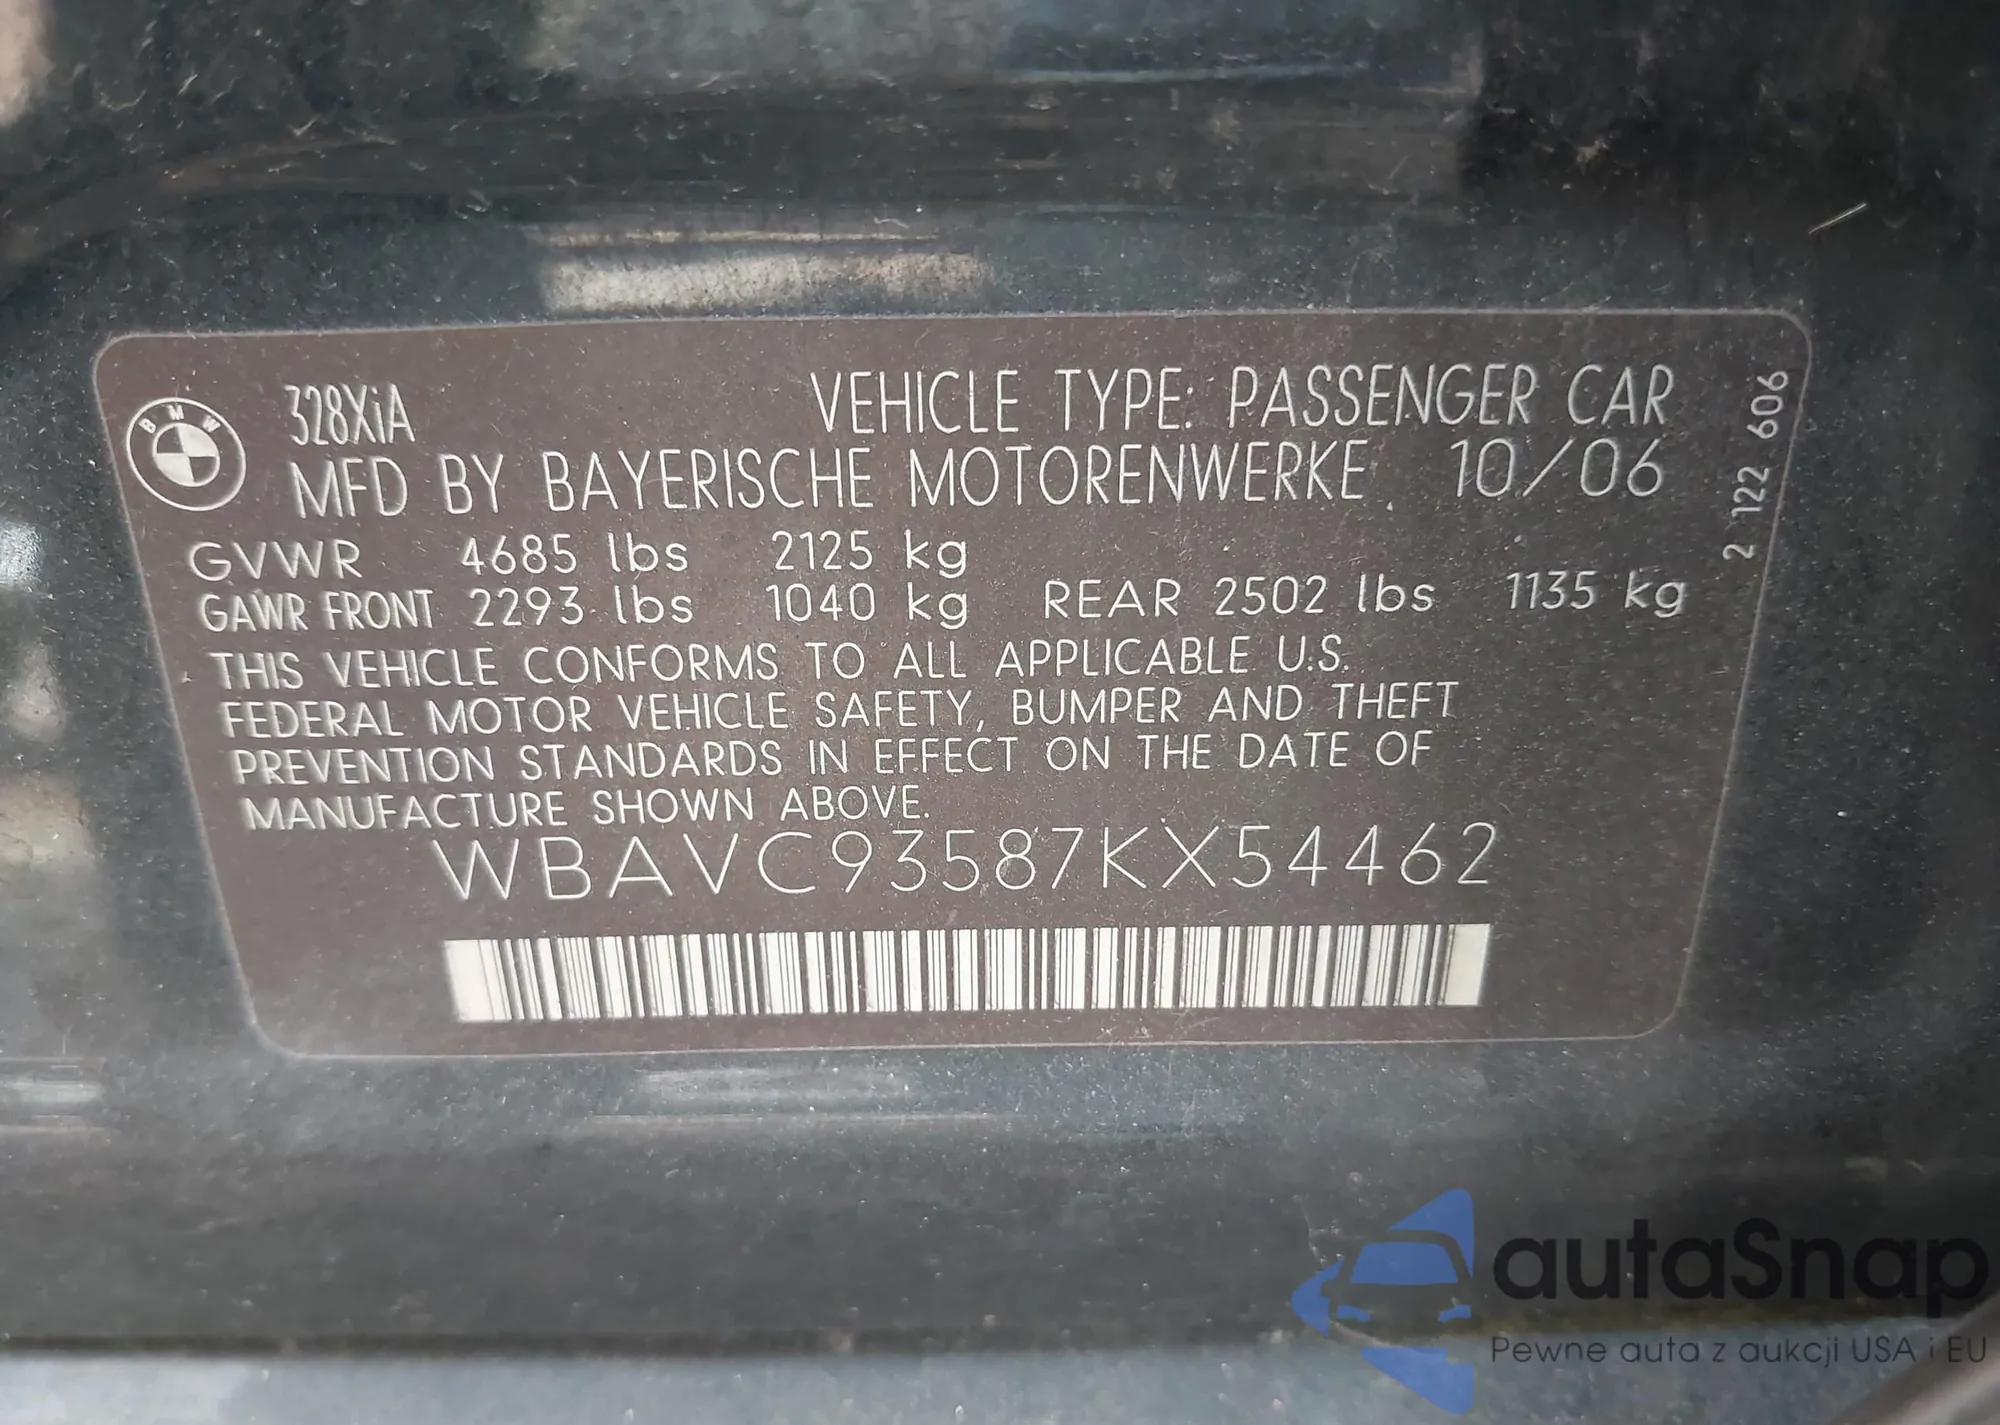 BMW
328XiA VEHICLE TYPE: PASSENGER CAR
MFD BY BAYERISCHE MOTORENWERKE 10/06
GVWR 4685 lbs 2125 kg
GAWR FRONT 2293 lbs 1040 kg REAR 2502 lbs 1135 kg
THIS VEHICLE CONFORMS TO ALL APPLICABLE U.S.
FEDERAL MOTOR VEHICLE SAFETY, BUMPER AND THEFT
PREVENTION STANDARDS IN EFFECT ON THE DATE OF
MANUFACTURE SHOWN ABOVE.
WBAVC93587KX54462
2 122 606
autaSnap
Pewne auta z aukcji USA i EU